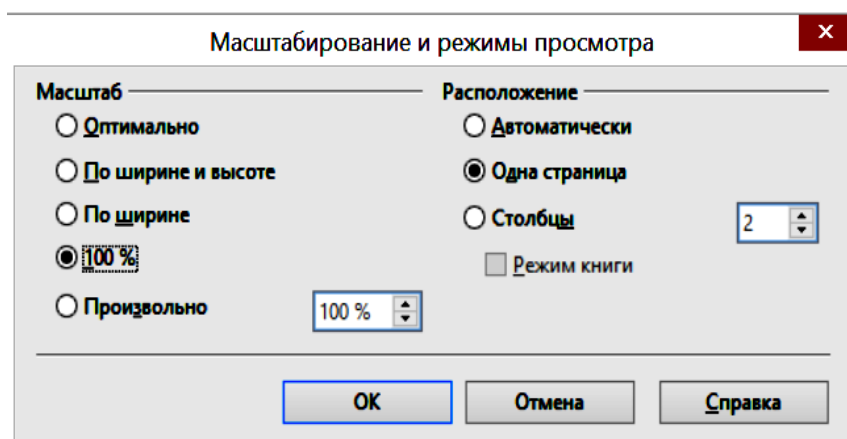 Масштабирование и режимы просмотра
x
Масштаб
Расположение
Оптимально
Автоматически
По ширине и высоте
Одна страница
По ширине
Столбцы 2
100 %
Режим книги
Произвольно 100 %
OK Отмена Справка